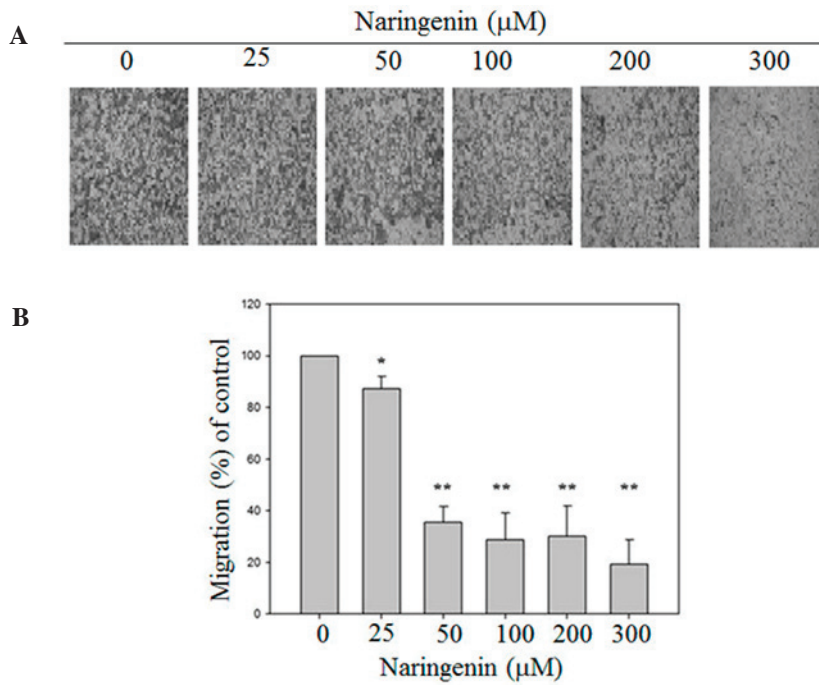 A
Naringenin (μM)
0 25 50 100 200 300
B
Migration (%) of control
120
100
80
60
40
20
0
*
** ** ** **
0 25 50 100 200 300
Naringenin (μM)